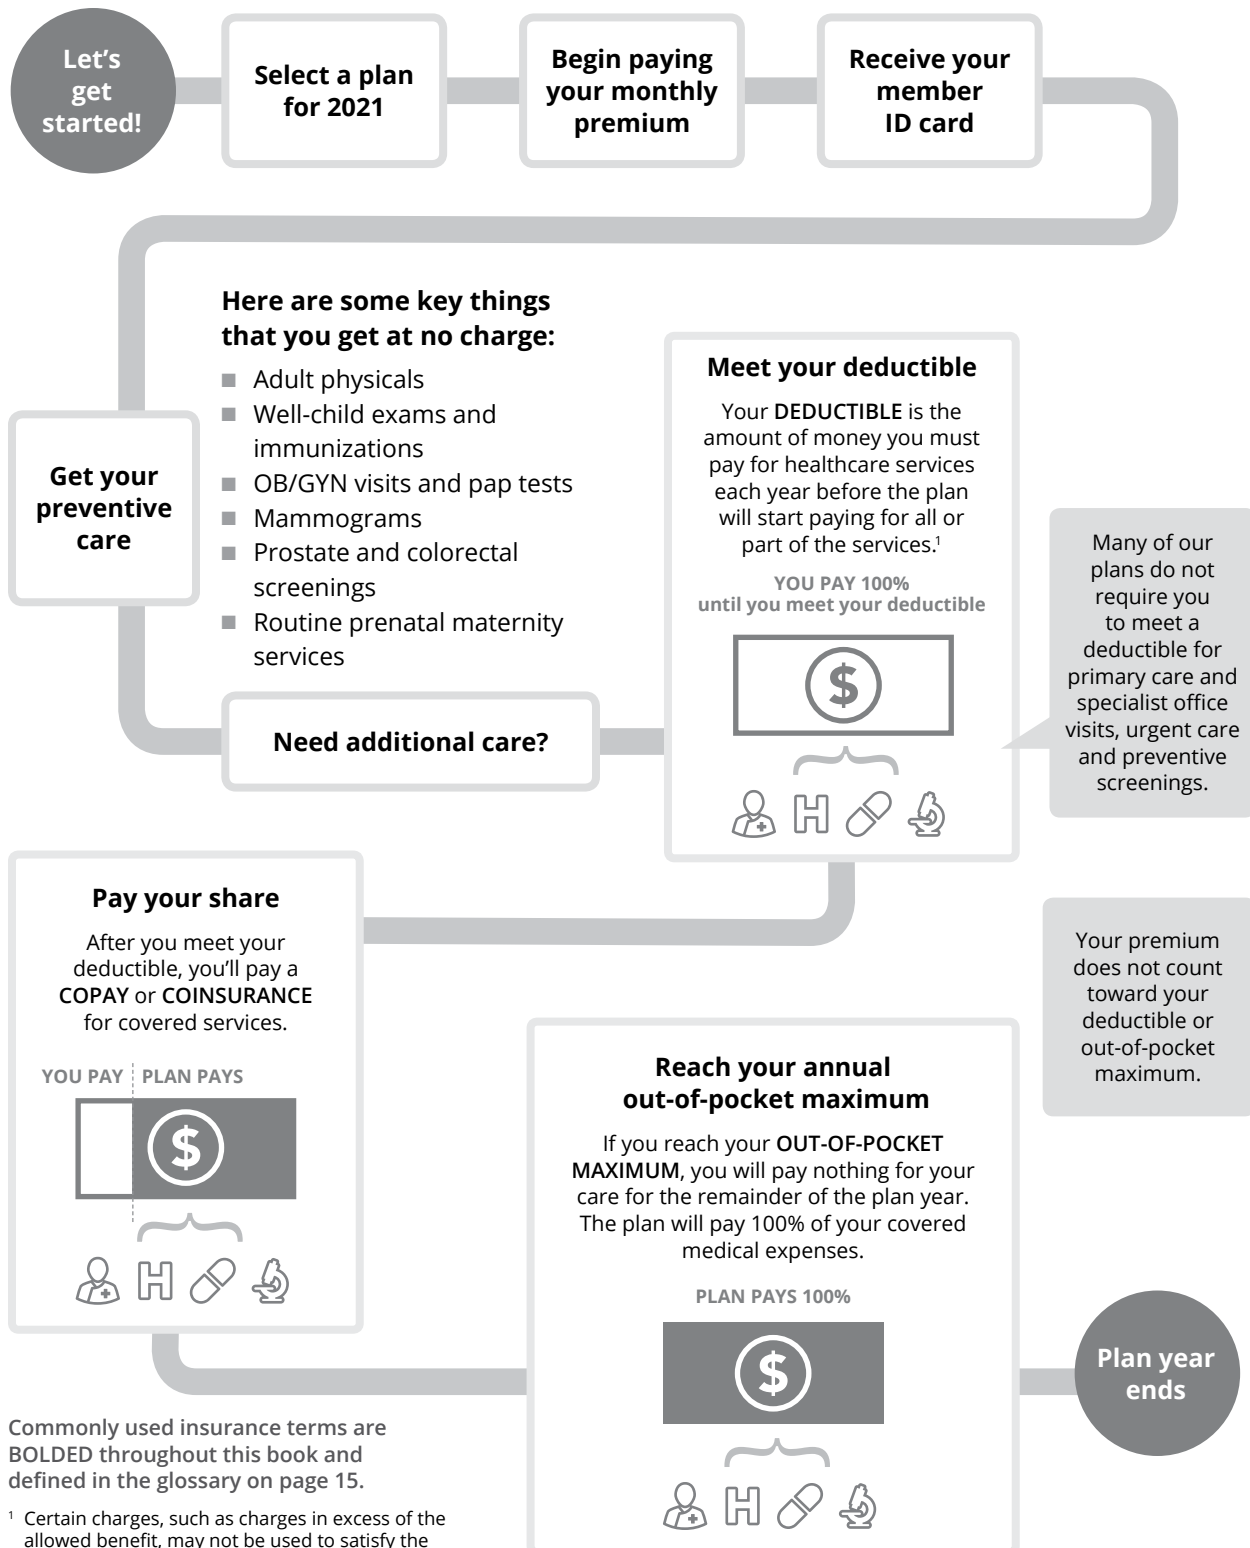 Let's
get
started!
Select a plan
for 2021
Begin paying
your monthly
premium
Receive your
member
ID card
Get your
preventive
care
Here are some key things
that you get at no charge:
■ Adult physicals
■ Well-child exams and
immunizations
■ OB/GYN visits and pap tests
■ Mammograms
■ Prostate and colorectal
screenings
■ Routine prenatal maternity
services
Need additional care?
Meet your deductible
Your DEDUCTIBLE is the
amount of money you must
pay for healthcare services
each year before the plan
will start paying for all or
part of the services.¹
YOU PAY 100%
until you meet your deductible
$
H
Many of our
plans do not
require you
to meet a
deductible for
primary care and
specialist office
visits, urgent care
and preventive
screenings.
Pay your share
After you meet your
deductible, you'll pay a
COPAY or COINSURANCE
for covered services.
YOU PAY PLAN PAYS
$
H
Your premium
does not count
toward your
deductible or
out-of-pocket
maximum.
Reach your annual
out-of-pocket maximum
If you reach your OUT-OF-POCKET
MAXIMUM, you will pay nothing for your
care for the remainder of the plan year.
The plan will pay 100% of your covered
medical expenses.
PLAN PAYS 100%
$
H
Plan year
ends
Commonly used insurance terms are
BOLDED throughout this book and
defined in the glossary on page 15.
¹ Certain charges, such as charges in excess of the
allowed benefit, may not be used to satisfy the